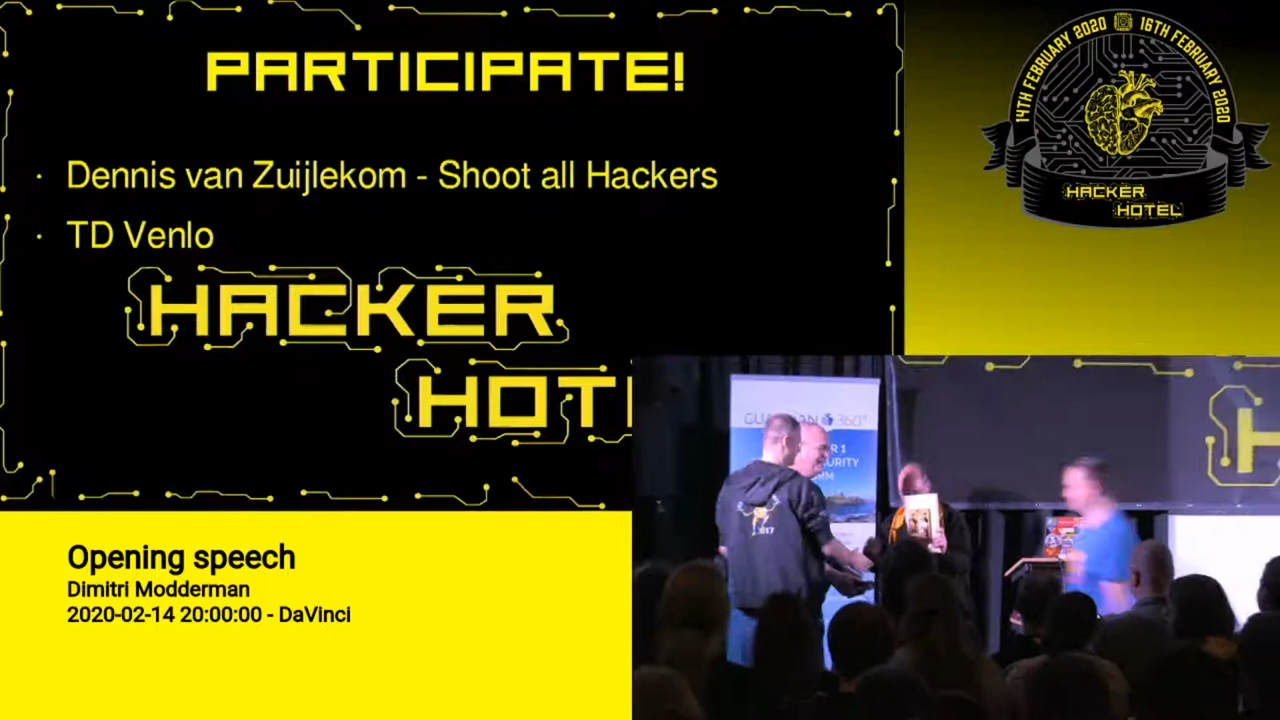 PARTICIPATE!
· Dennis van Zuijlekom - Shoot all Hackers
· TD Venlo
HACKER
HOT
14TH FEBRUARY 2020 16TH FEBRUARY 2020
HACKER
HOTEL
Opening speech
Dimitri Modderman
2020-02-14 20:00:00 - DaVinci
360°
H